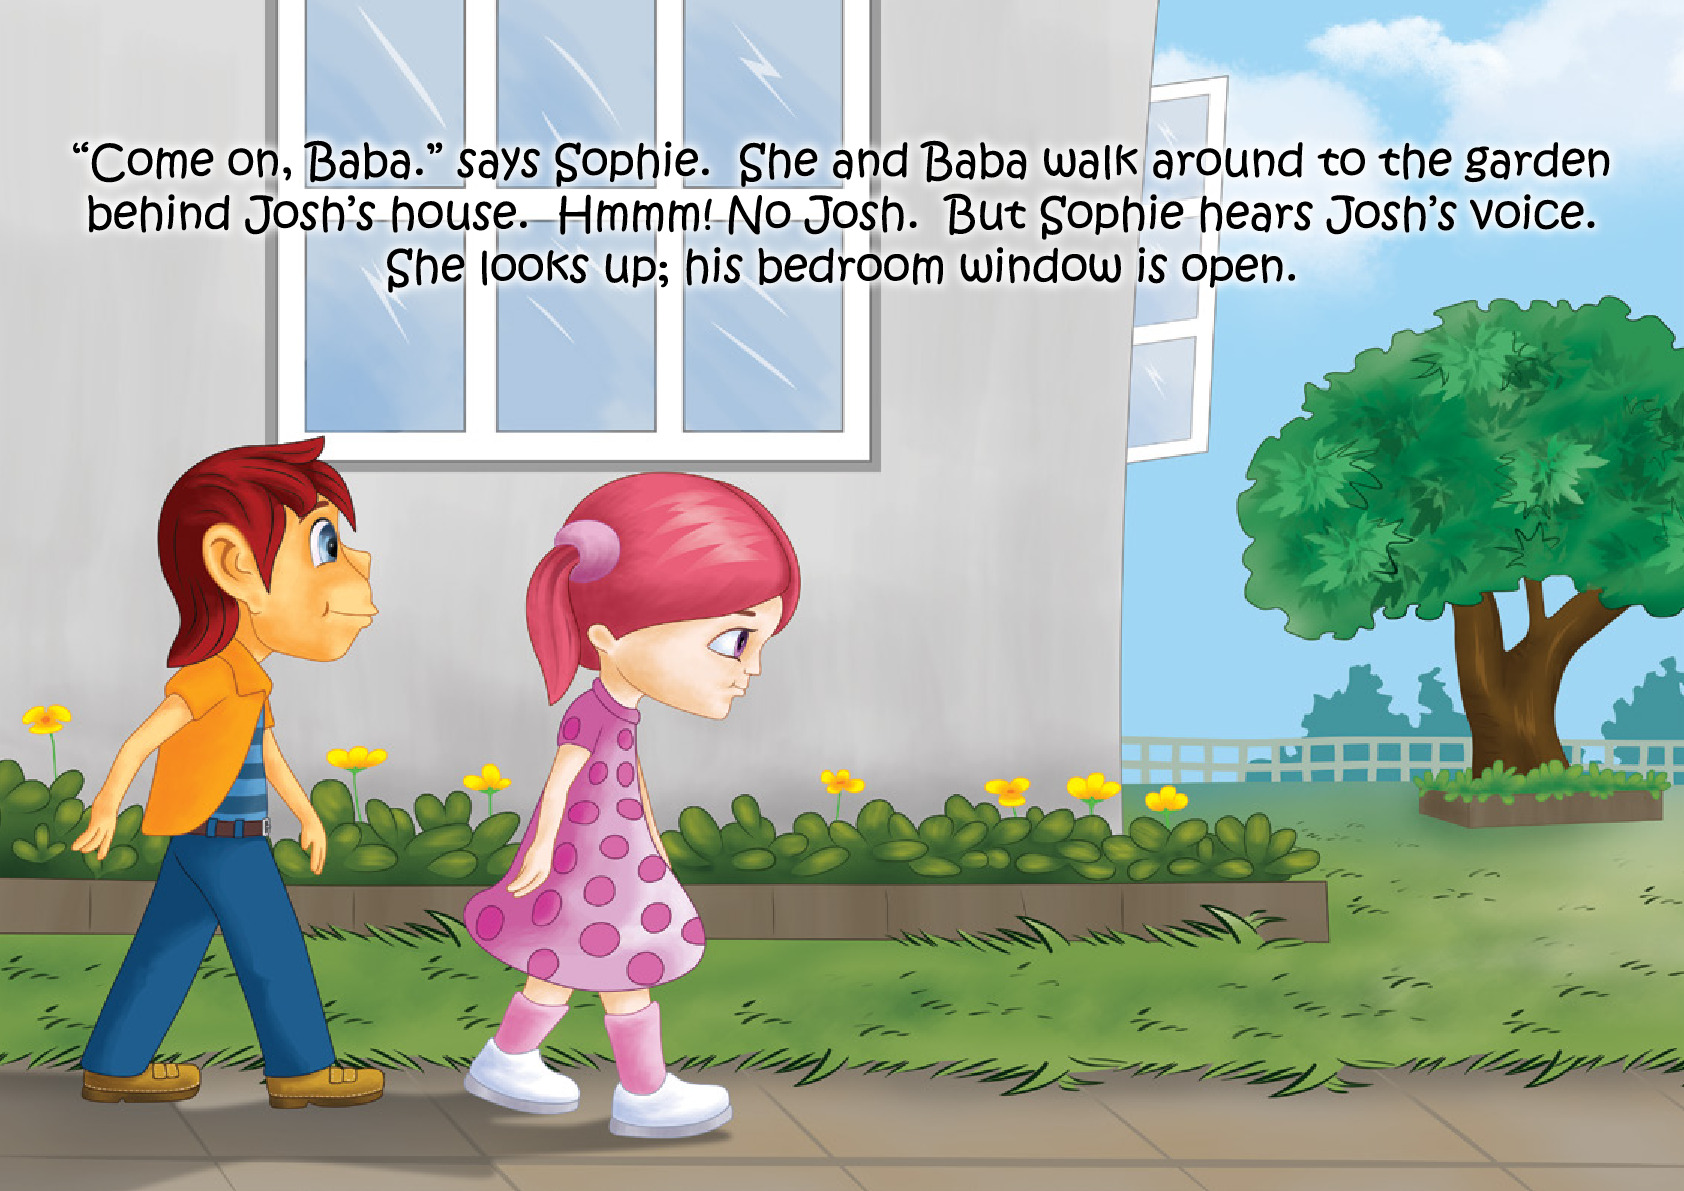 “Come on, Baba.” says Sophie. She and Baba walk around to the garden
behind Josh’s house. Hmmm! No Josh. But Sophie hears Josh’s voice.
She looks up; his bedroom window is open.